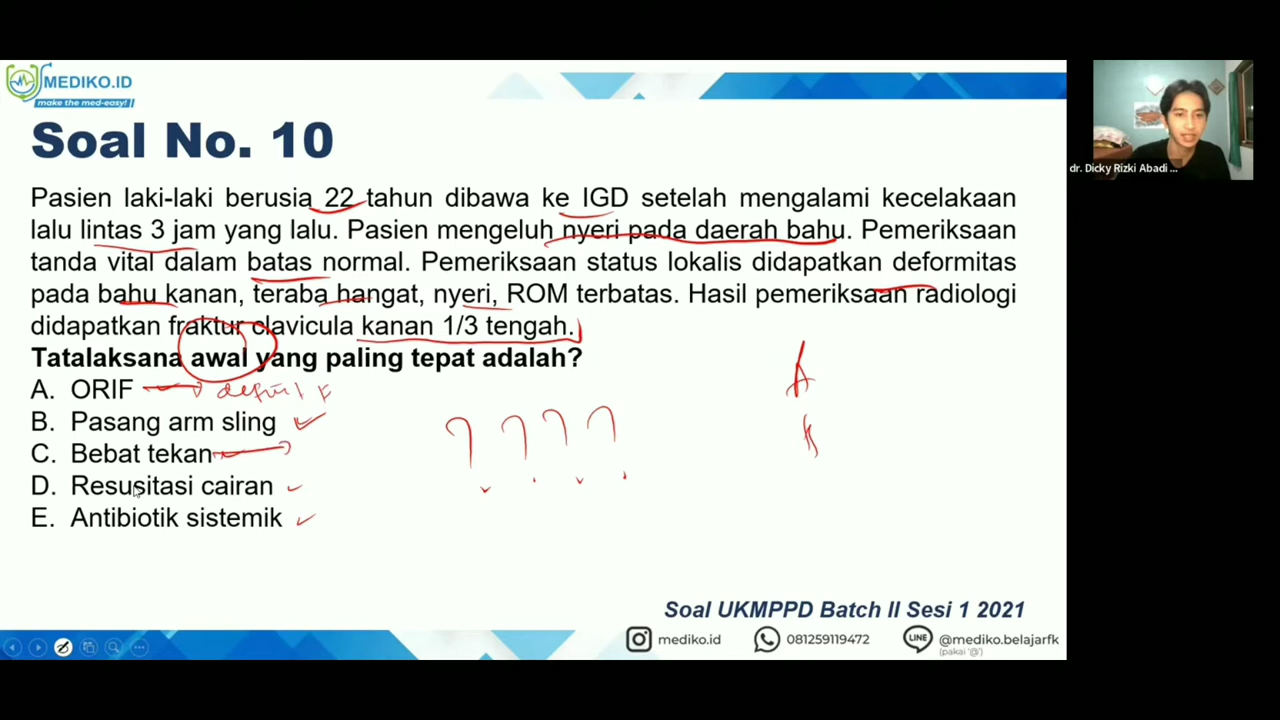 MEDIKO.ID
make the med-easy!
Soal No. 10
Pasien laki-laki berusia 22 tahun dibawa ke IGD setelah mengalami kecelakaan
lalu lintas 3 jam yang lalu. Pasien mengeluh nyeri pada daerah bahu. Pemeriksaan
tanda vital dalam batas normal. Pemeriksaan status lokalis didapatkan deformitas
pada bahu kanan, teraba hangat, nyeri, ROM terbatas. Hasil pemeriksaan radiologi
didapatkan fraktur clavicula kanan 1/3 tengah.
Tatalaksana awal yang paling tepat adalah?
A. ORIF
B. Pasang arm sling
C. Bebat tekan
D. Resusitasi cairan
E. Antibiotik sistemik
? ? ? ?
A
Soal UKMPPD Batch II Sesi 1 2021
mediko.id
081259119472
LINE
@mediko.belajarfk
(pakai '@')
dr. Dicky Rizki Abadi ...